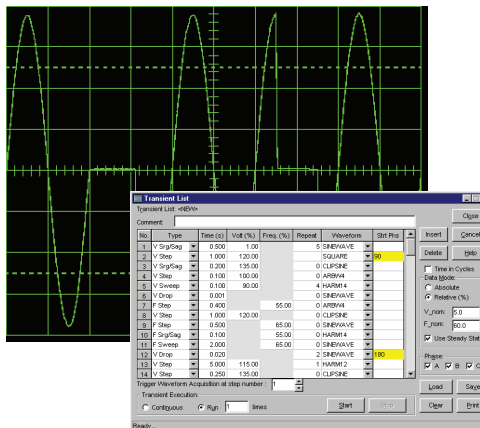 Transient List
Transient List: <NEW>
Close
Comment:
No. Type Time (s) Volt (%) Freq. (%) Repeat Waveform Strt Phs
Insert Cancel
1 V Srg/Sag 0.500 1.00 5 SINEWAVE
2 V Step 1.000 120.00 SQUARE 90
Delete Help
3 V Srg/Sag 0.200 135.00 0 CLIPSINE
4 V Step 0.100 100.00 0 ARBW4
Time in Cycles
5 V Sweep 0.100 90.00 4 HARM14
Data Mode:
6 V Drop 0.001 0 SINEWAVE
Absolute
7 F Step 0.400 55.00 0 ARBW4
Relative (%)
8 V Step 1.000 120.00 0 CLIPSINE
V_nom: 5.0
9 F Step 0.500 65.00 0 SINEWAVE
F_nom: 60.0
10 F Srg/Sag 0.100 55.00 0 HARM14
11 F Sweep 2.000 65.00 0 SINEWAVE
Use Steady Stat
12 V Drop 0.020 2 SINEWAVE 180
13 V Step 5.000 115.00 1 HARM12
Phase:
14 V Step 0.250 135.00 0 CLIPSINE
A B C
Trigger Waveform Acquisition at step number : 1
Load Save
Transient Execution:
Continuous Run 1 times Start Stop
Clear Print
Ready...